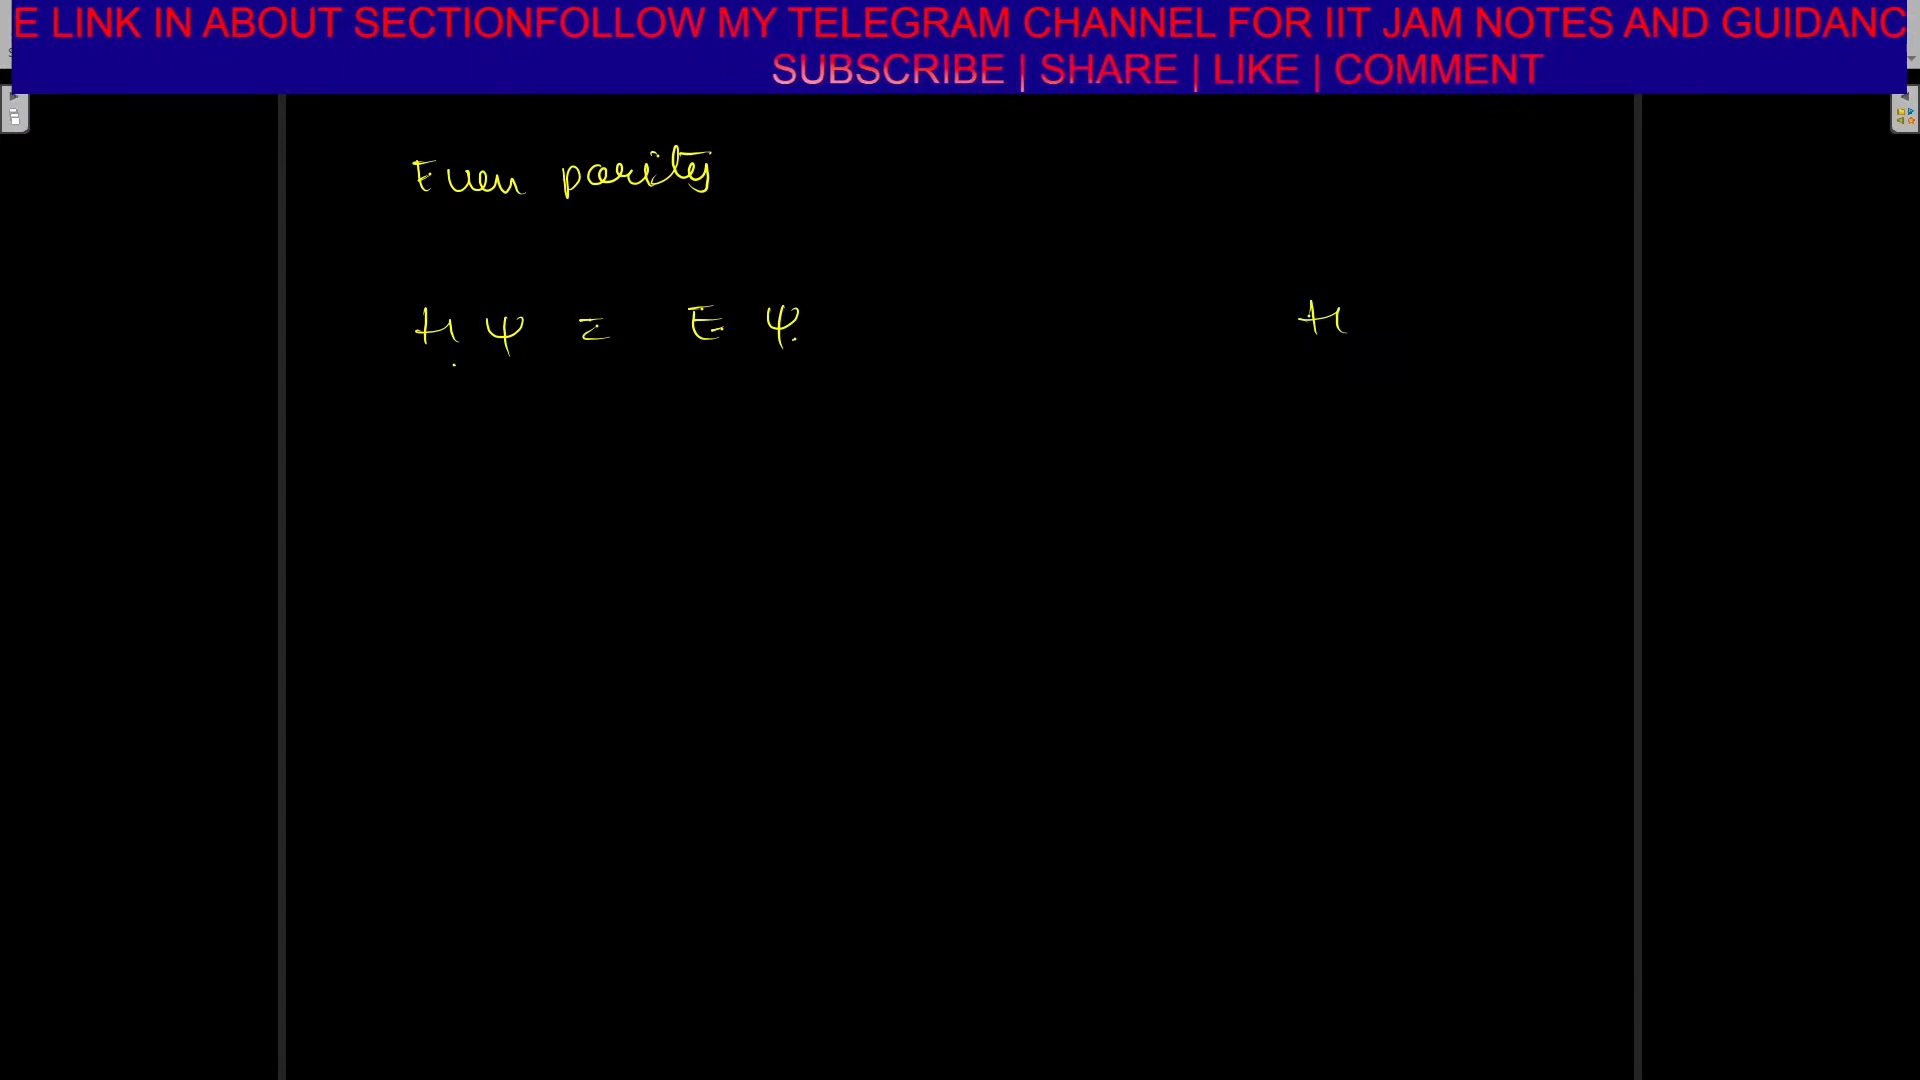 E LINK IN ABOUT SECTIONFOLLOW MY TELEGRAM CHANNEL FOR IIT JAM NOTES AND GUIDANC
SUBSCRIBE | SHARE | LIKE | COMMENT
Even parity
H ψ = E ψ H